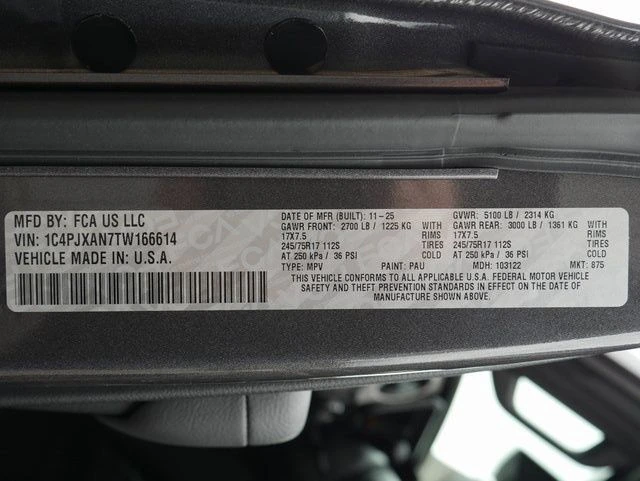 MFD BY: FCA US LLC
VIN: 1C4PJXAN7TW166614
VEHICLE MADE IN: U.S.A.
DATE OF MFR (BUILT): 11-25 GVWR: 5100 LB / 2314 KG
GAWR FRONT: 2700 LB / 1225 KG GAWR REAR: 3000 LB / 1361 KG
17X7.5 RIMS 17X7.5 RIMS
245/75R17 112S TIRES 245/75R17 112S TIRES
AT 250 kPa / 36 PSI COLD AT 250 kPa / 36 PSI COLD
TYPE: MPV PAINT: PAU MDH: 103122 MKT: 875
THIS VEHICLE CONFORMS TO ALL APPLICABLE U.S.A. FEDERAL MOTOR VEHICLE
SAFETY AND THEFT PREVENTION STANDARDS IN EFFECT ON THE DATE OF
MANUFACTURE SHOWN ABOVE.